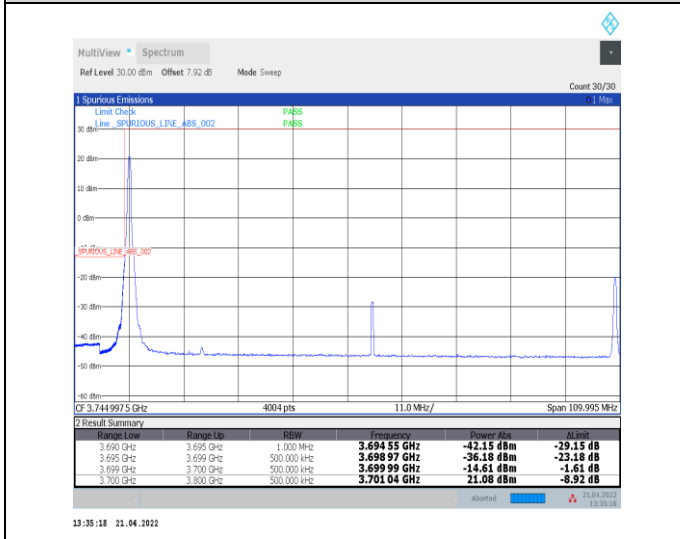 MultiView Spectrum
Ref Level 30.00 dBm Offset 7.92 dB Mode Sweep
Count 30/30
1 Spurious Emissions 1 Max
Limit Check PASS
Line _SPURIOUS_LINE_ABS_002 PASS
30 dBm
20 dBm
10 dBm
0 dBm
_SPURIOUS_LINE_ABS_002
-20 dBm
-30 dBm
-40 dBm
-50 dBm
-60 dBm
CF 3.7449975 GHz 4004 pts 11.0 MHz/ Span 109.995 MHz
2 Result Summary
Range Low Range Up RBW Frequency Power Abs ΔLimit
3.690 GHz 3.695 GHz 1.000 MHz 3.694 55 GHz -42.15 dBm -29.15 dB
3.695 GHz 3.699 GHz 500.000 kHz 3.698 97 GHz -36.18 dBm -23.18 dB
3.699 GHz 3.700 GHz 500.000 kHz 3.699 99 GHz -14.61 dBm -1.61 dB
3.700 GHz 3.800 GHz 500.000 kHz 3.701 04 GHz 21.08 dBm -8.92 dB
Aborted 21.04.2022
13:35:18
13:35:18 21.04.2022